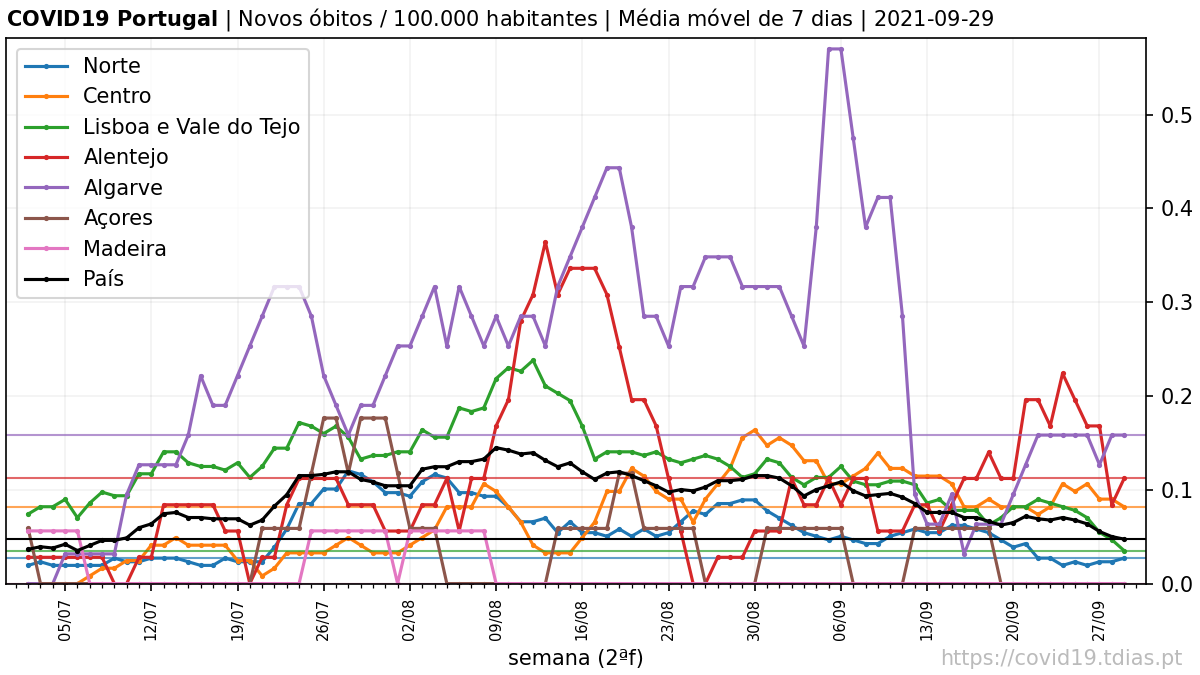 COVID19 Portugal | Novos óbitos / 100.000 habitantes | Média móvel de 7 dias | 2021-09-29
Norte
Centro
Lisboa e Vale do Tejo
Alentejo
Algarve
Açores
Madeira
País
0.5
0.4
0.3
0.2
0.1
0.0
05/07
12/07
19/07
26/07
02/08
09/08
16/08
23/08
30/08
06/09
13/09
20/09
27/09
semana (2ªf)
https://covid19.tdias.pt